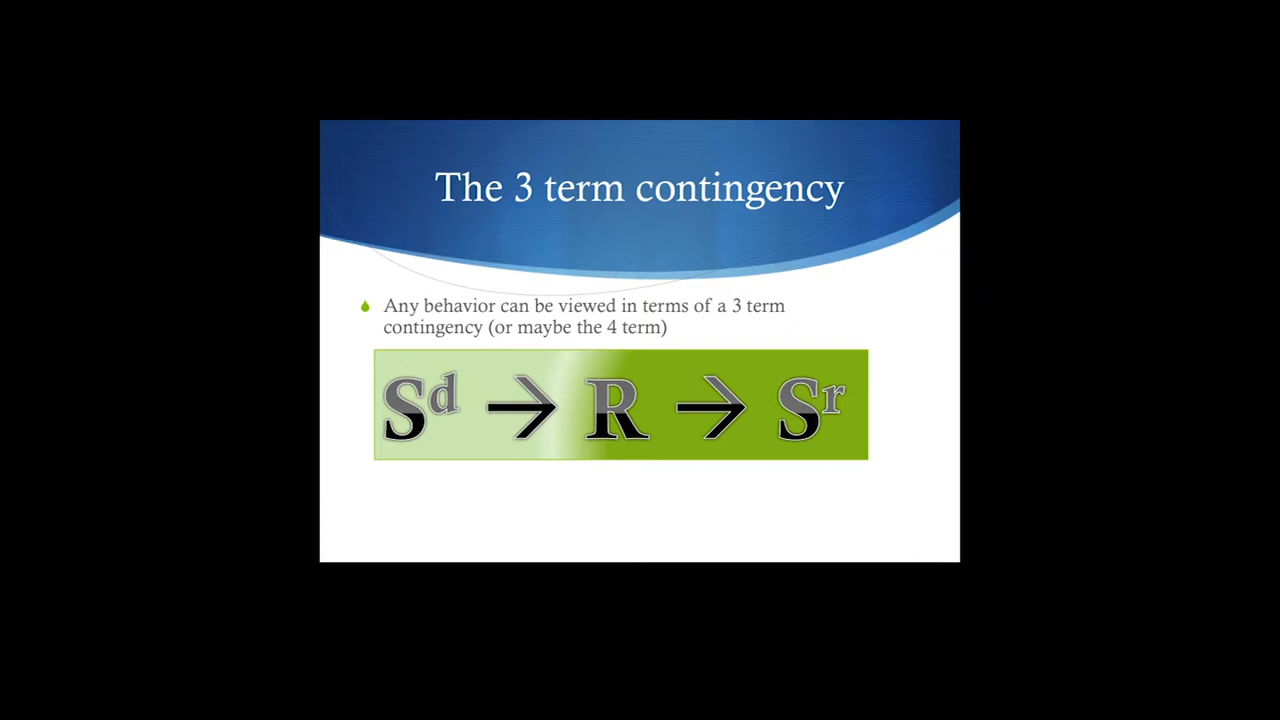 The 3 term contingency
Any behavior can be viewed in terms of a 3 term
contingency (or maybe the 4 term)
Sd → R → Sr